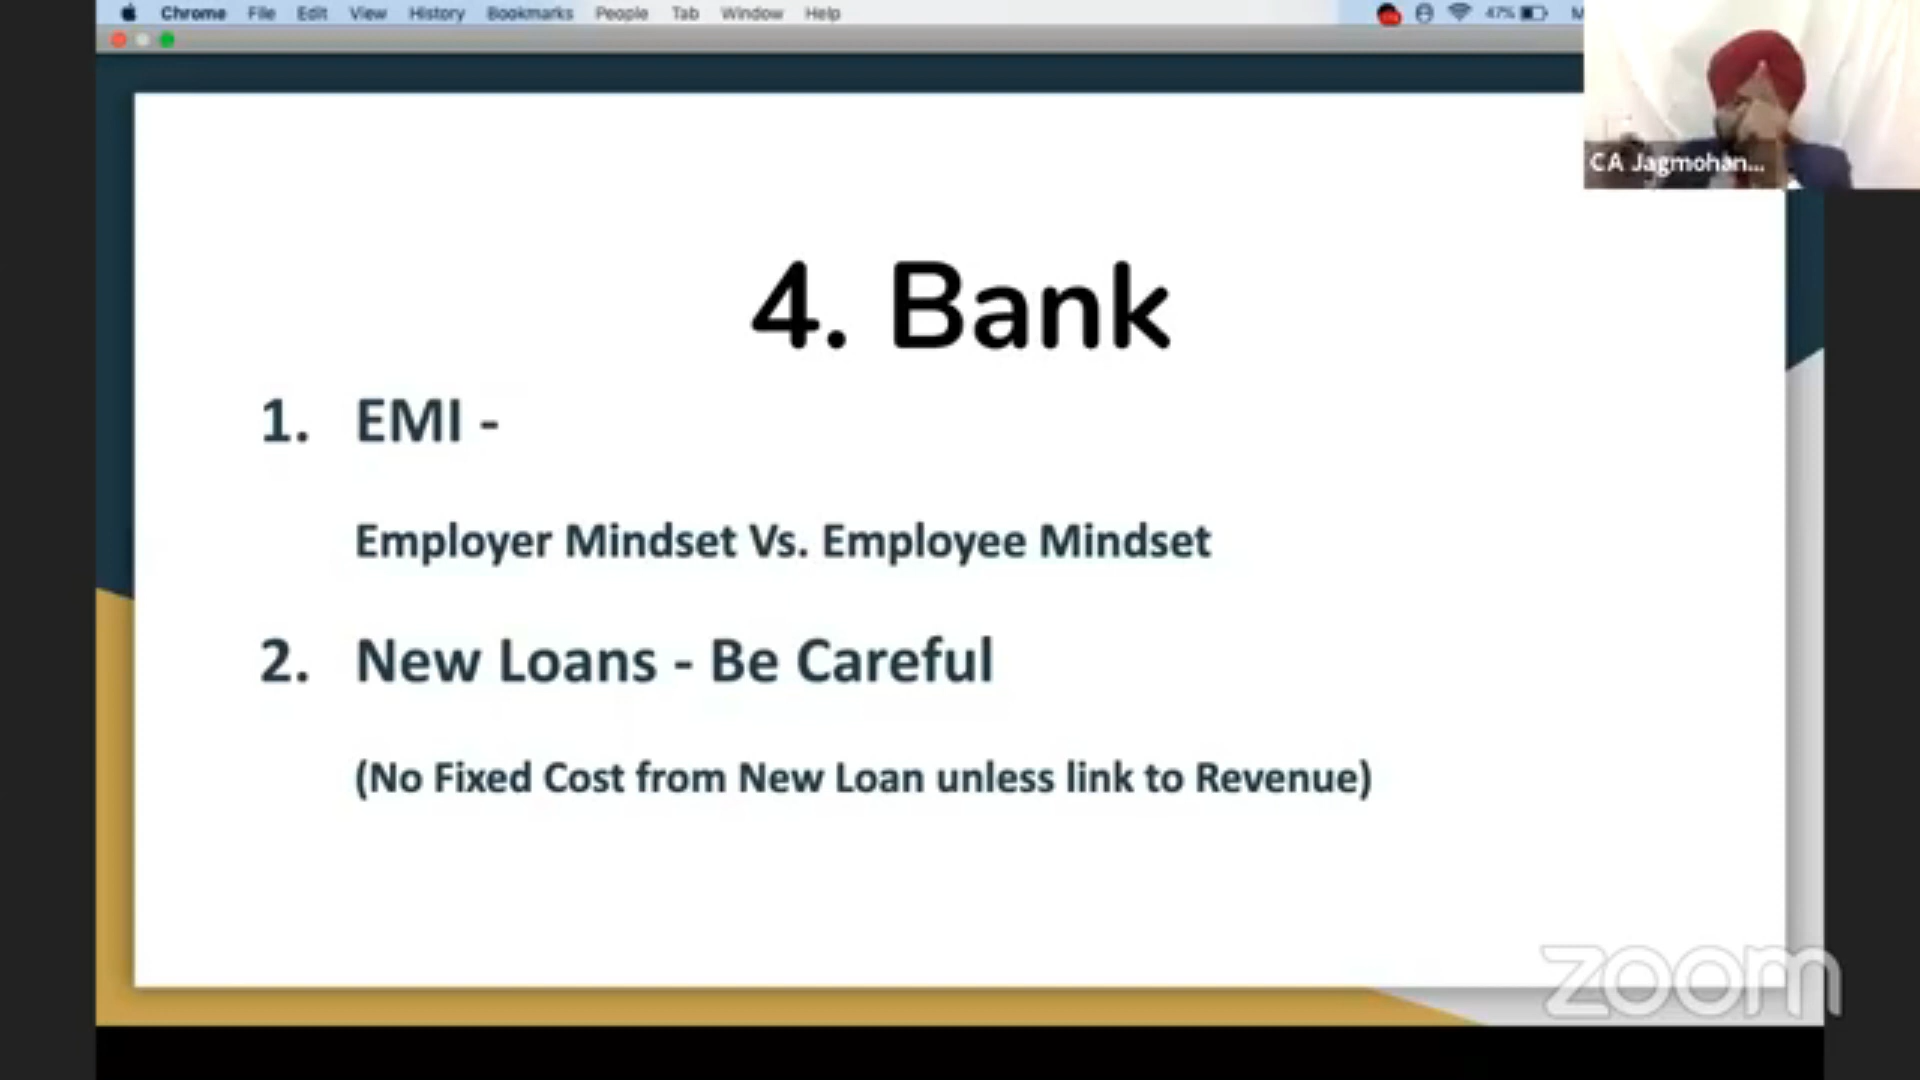 Chrome File Edit View History Bookmarks People Tab Window Help 47%
CA Jagmohan...
4. Bank
1. EMI -
Employer Mindset Vs. Employee Mindset
2. New Loans - Be Careful
(No Fixed Cost from New Loan unless link to Revenue)
zoom